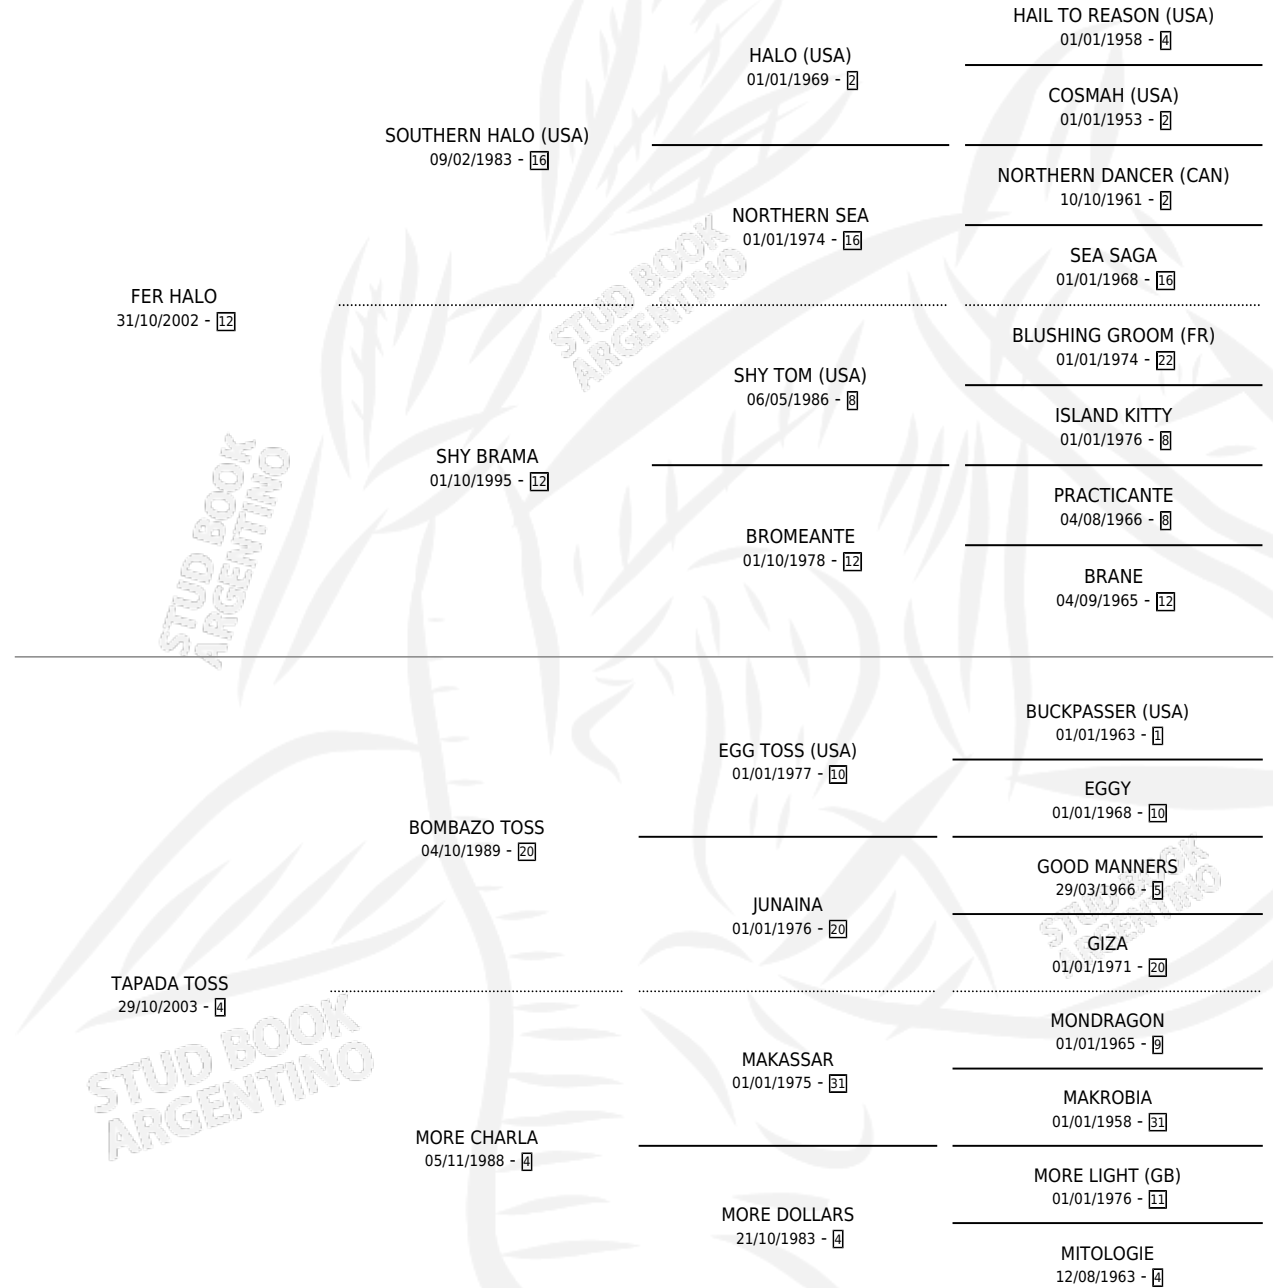 HAIL TO REASON (USA)
01/01/1958 - 4
HALO (USA)
01/01/1969 - 2
COSMAH (USA)
01/01/1953 - 2
SOUTHERN HALO (USA)
09/02/1983 - 16
NORTHERN DANCER (CAN)
10/10/1961 - 2
NORTHERN SEA
01/01/1974 - 16
SEA SAGA
01/01/1968 - 16
FER HALO
31/10/2002 - 12
STUD BOOK
ARGENTINO
BLUSHING GROOM (FR)
01/01/1974 - 22
SHY TOM (USA)
06/05/1986 - 8
ISLAND KITTY
01/01/1976 - 8
SHY BRAMA
01/10/1995 - 12
PRACTICANTE
04/08/1966 - 8
BROMEANTE
01/10/1978 - 12
BRANE
04/09/1965 - 12
STUD BOOK
ARGENTINO
BUCKPASSER (USA)
01/01/1963 - 1
EGG TOSS (USA)
01/01/1977 - 10
EGGY
01/01/1968 - 10
BOMBAZO TOSS
04/10/1989 - 20
GOOD MANNERS
29/03/1966 - 5
JUNAINA
01/01/1976 - 20
GIZA
01/01/1971 - 20
STUD BOOK
ARGENTINO
TAPADA TOSS
29/10/2003 - 4
MONDRAGON
01/01/1965 - 9
MAKASSAR
01/01/1975 - 31
MAKROBIA
01/01/1958 - 31
STUD BOOK
ARGENTINO
MORE CHARLA
05/11/1988 - 4
MORE LIGHT (GB)
01/01/1976 - 11
MORE DOLLARS
21/10/1983 - 4
MITOLOGIE
12/08/1963 - 4